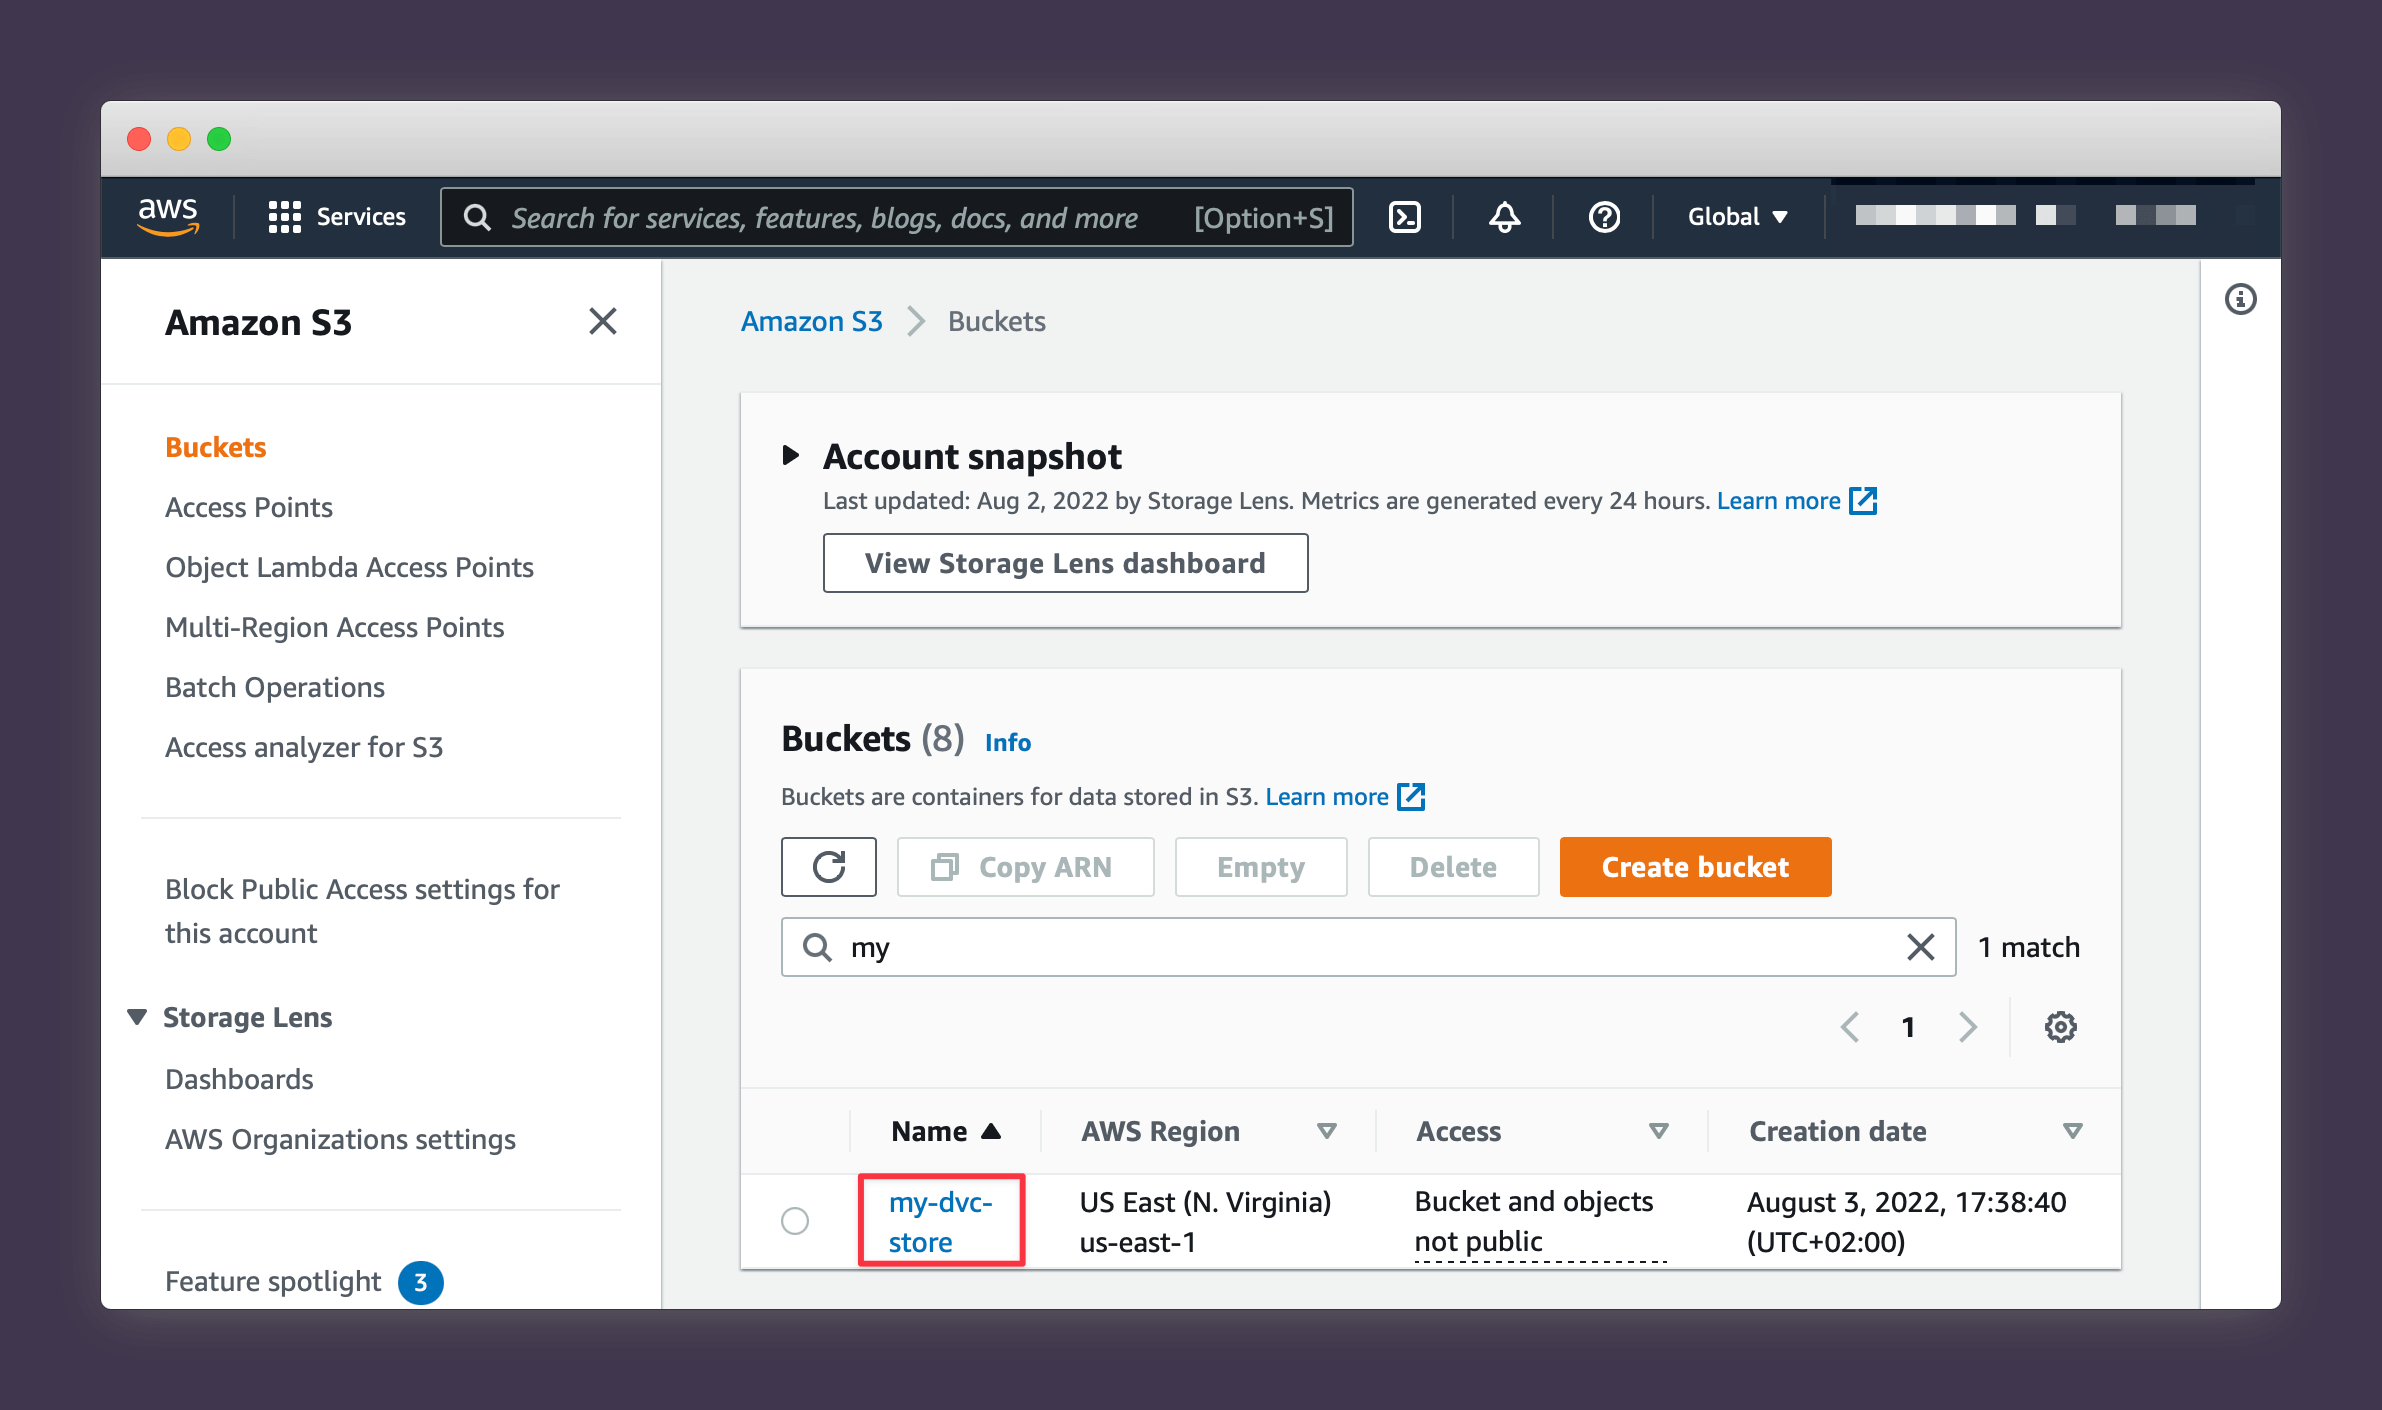 aws
Services
Search for services, features, blogs, docs, and more [Option+S]
Global
Amazon S3
Buckets
Access Points
Object Lambda Access Points
Multi-Region Access Points
Batch Operations
Access analyzer for S3
Block Public Access settings for
this account
Storage Lens
Dashboards
AWS Organizations settings
Feature spotlight 3
Amazon S3 Buckets
Account snapshot
Last updated: Aug 2, 2022 by Storage Lens. Metrics are generated every 24 hours. Learn more
View Storage Lens dashboard
Buckets (8) Info
Buckets are containers for data stored in S3. Learn more
Copy ARN Empty Delete Create bucket
my 1 match
1
Name AWS Region Access Creation date
my-dvc-
store
US East (N. Virginia)
us-east-1
Bucket and objects
not public
August 3, 2022, 17:38:40
(UTC+02:00)